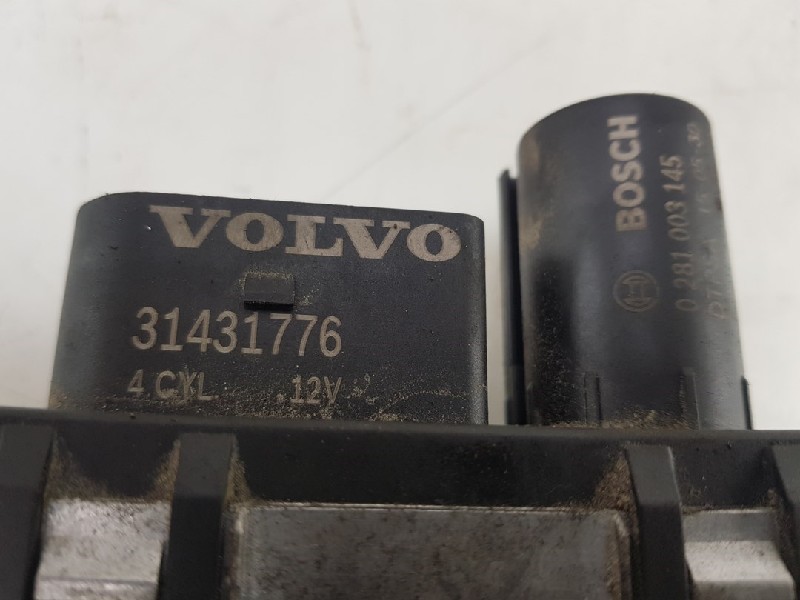 VOLVO
31431776
4 CYL 12V
BOSCH
0 281 003 145